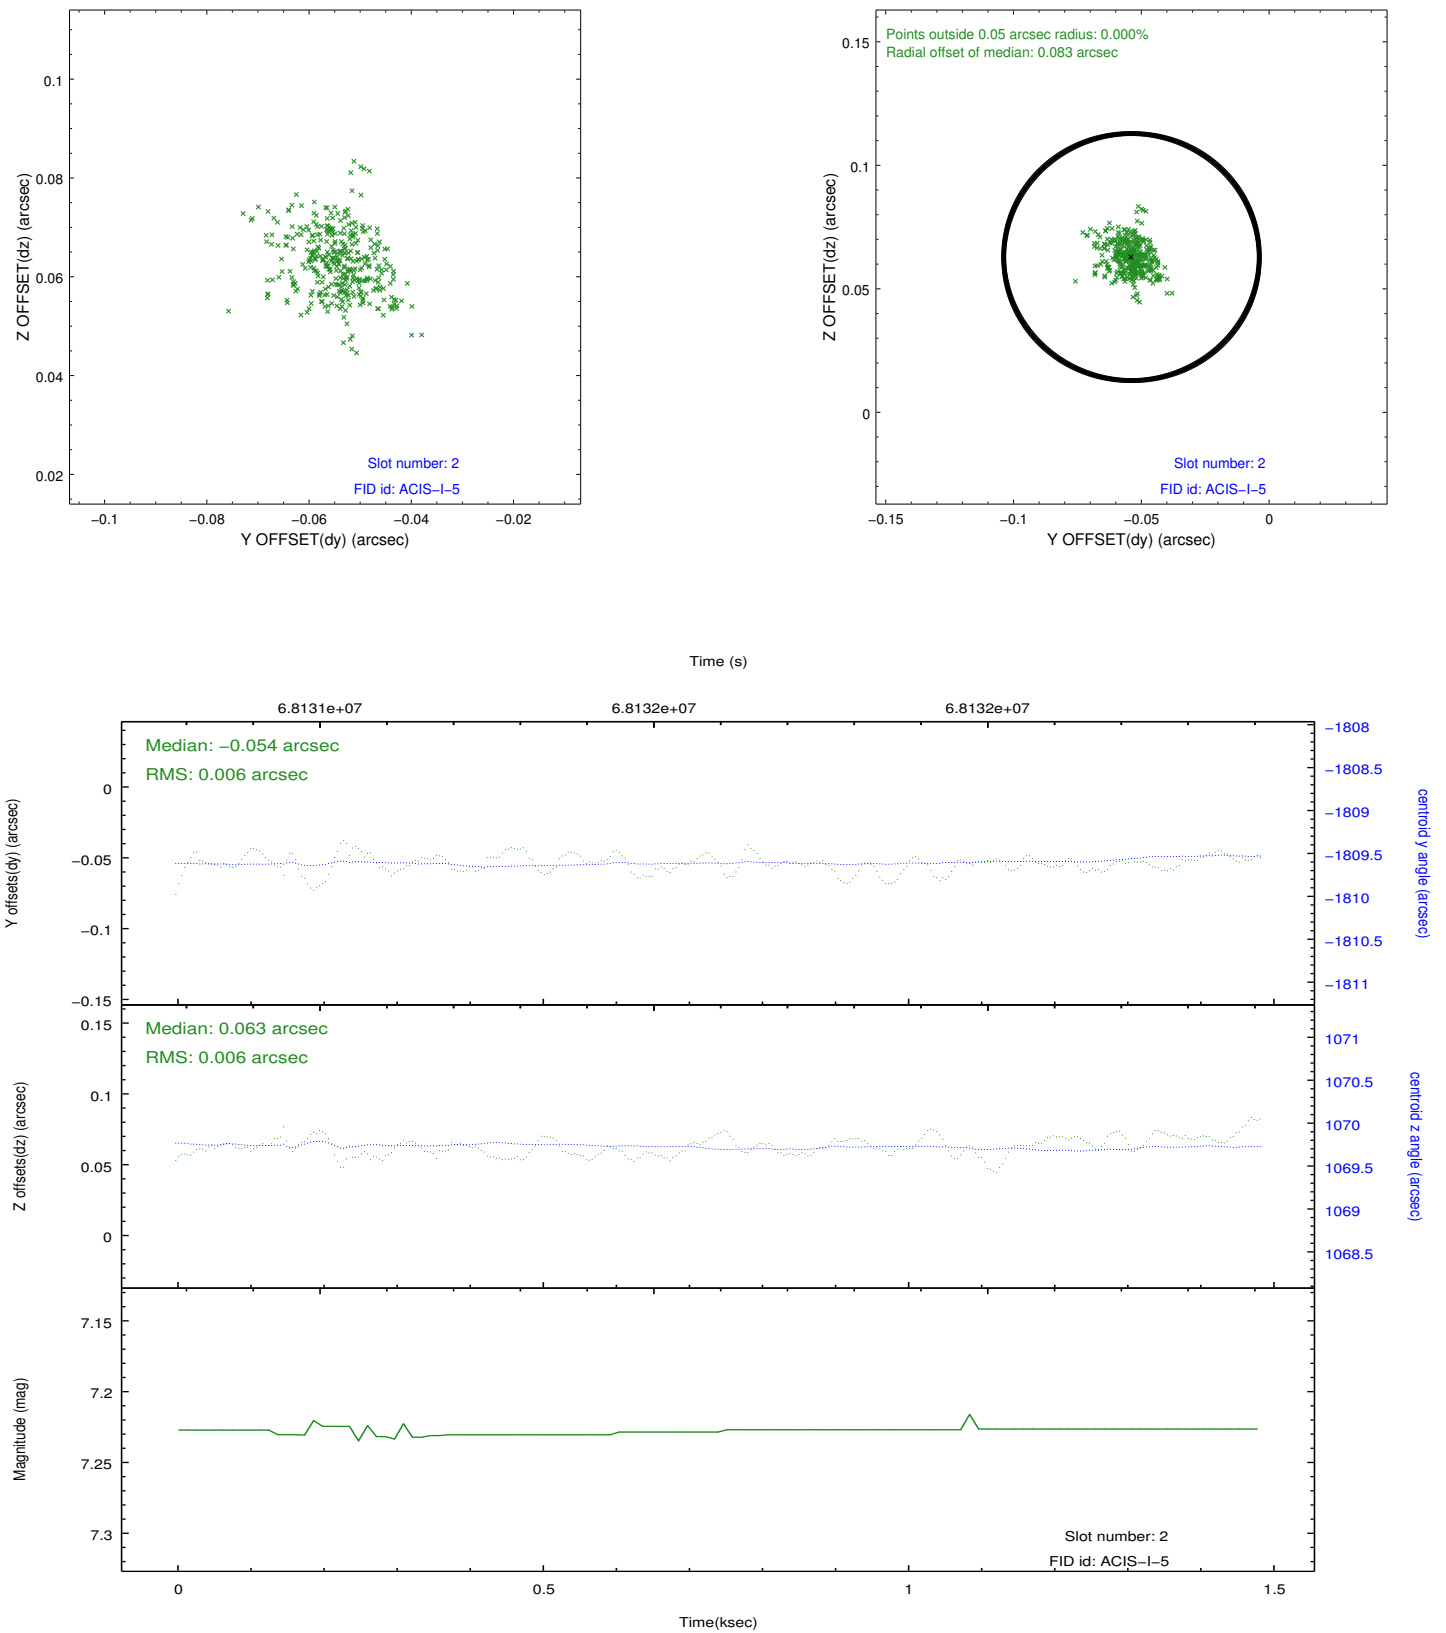 0.1
0.08
0.06
0.04
0.02
Z OFFSET(dz) (arcsec)
Slot number: 2
FID id: ACIS−I−5
−0.1
−0.08
−0.06
−0.04
−0.02
Y OFFSET(dy) (arcsec)
Points outside 0.05 arcsec radius: 0.000%
Radial offset of median: 0.083 arcsec
0.15
0.1
0.05
0
Z OFFSET(dz) (arcsec)
Slot number: 2
FID id: ACIS−I−5
−0.15
−0.1
−0.05
0
Y OFFSET(dy) (arcsec)
Time (s)
6.8131e+07
6.8132e+07
6.8132e+07
Median: −0.054 arcsec
RMS: 0.006 arcsec
0
−0.05
−0.1
−0.15
Y offsets(dy) (arcsec)
−1808
−1808.5
−1809
−1809.5
−1810
−1810.5
−1811
centroid y angle (arcsec)
Median: 0.063 arcsec
RMS: 0.006 arcsec
0.15
0.1
0.05
0
Z offsets(dz) (arcsec)
1071
1070.5
1070
1069.5
1069
1068.5
centroid z angle (arcsec)
7.15
7.2
7.25
7.3
Magnitude (mag)
Slot number: 2
FID id: ACIS−I−5
0
0.5
1
1.5
Time(ksec)